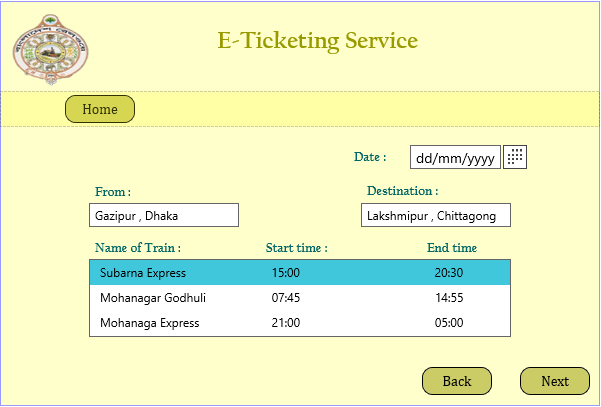 E-Ticketing Service
Home
Date :
dd/mm/yyyy
From :
Destination :
Gazipur , Dhaka
Lakshmipur , Chittagong
Name of Train :
Start time :
End time
Subarna Express 15:00 20:30
Mohanagar Godhuli 07:45 14:55
Mohanaga Express 21:00 05:00
Back
Next